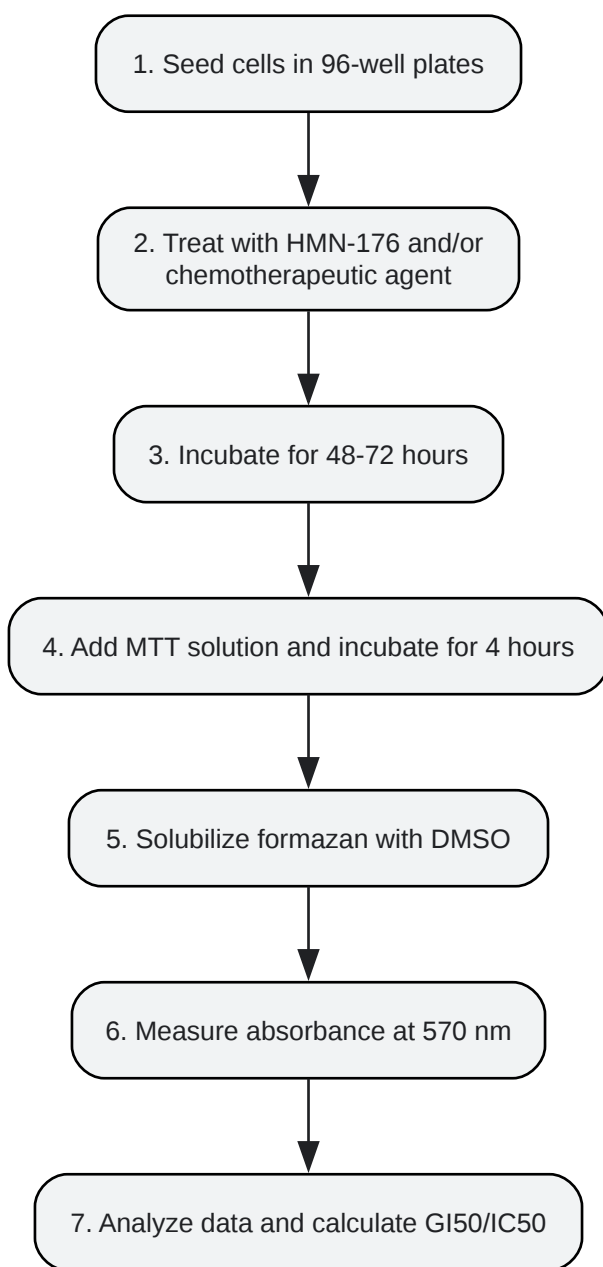 1. Seed cells in 96-well plates
2. Treat with HMN-176 and/or
chemotherapeutic agent
3. Incubate for 48-72 hours
4. Add MTT solution and incubate for 4 hours
5. Solubilize formazan with DMSO
6. Measure absorbance at 570 nm
7. Analyze data and calculate GI50/IC50